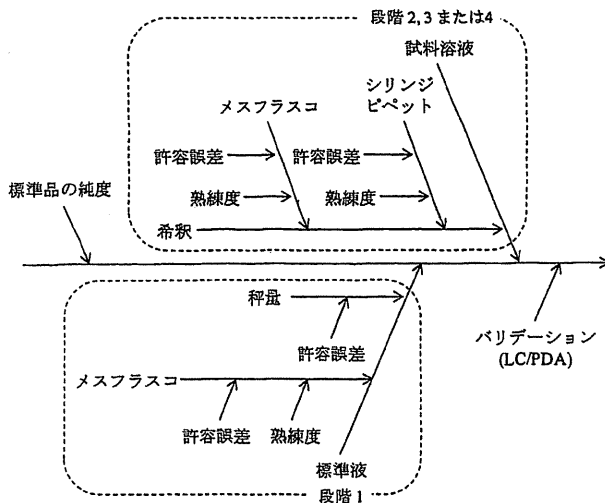 段階 2, 3 または4
試料溶液
シリンジ
ピペット
メスフラスコ
許容誤差
許容誤差
熟練度
熟練度
標準品の純度
希釈
秤量
許容誤差
バリデーション
(LC/PDA)
メスフラスコ
許容誤差
熟練度
標準液
段階 1